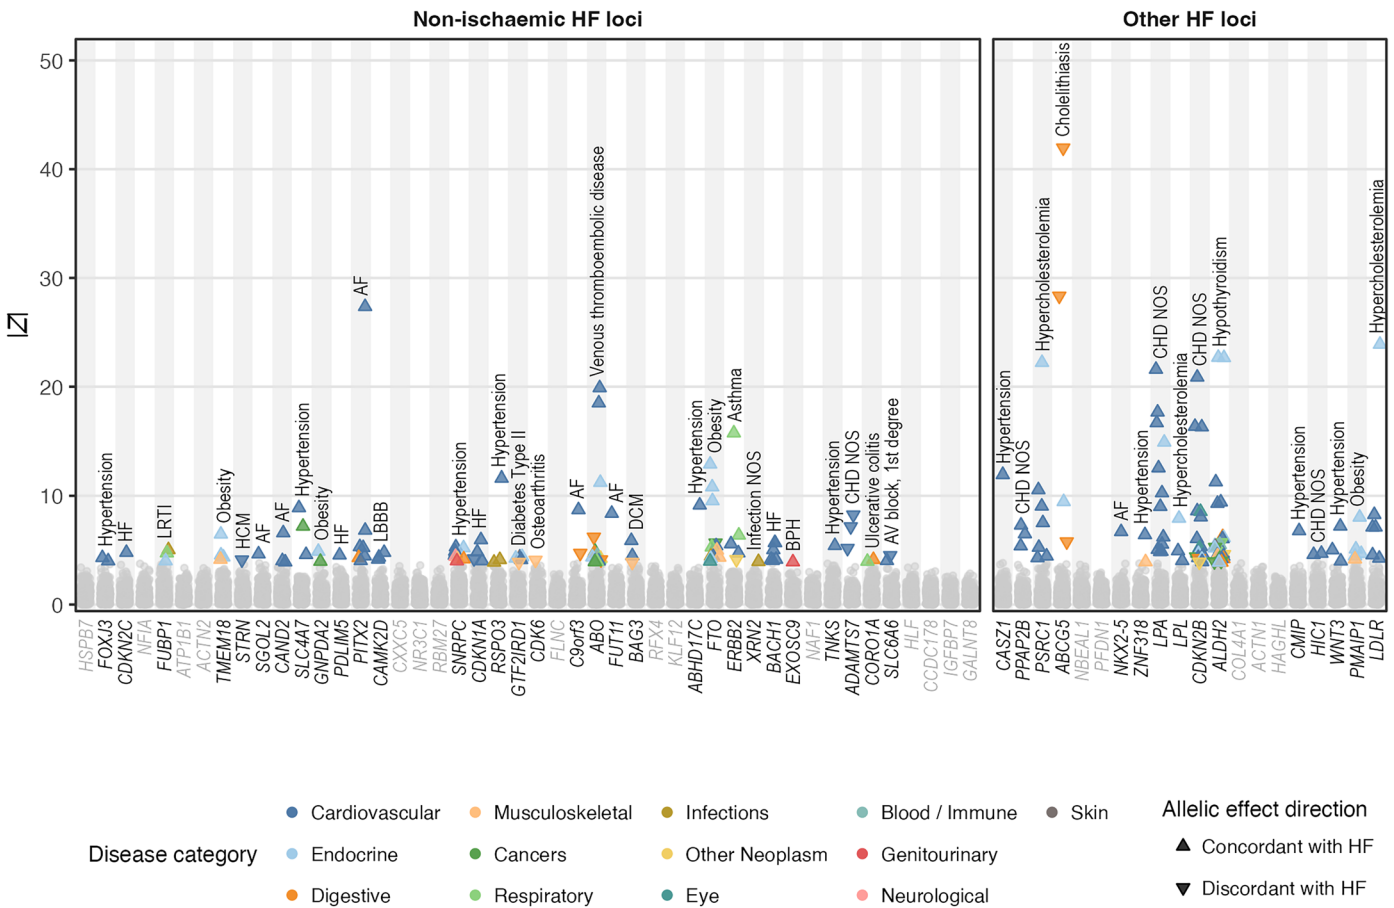 Non-ischaemic HF loci
Other HF loci
|Z|
50
40
30
20
10
0
Hypertension
HF
LRTI
Obesity
HCM
AF
AF
Hypertension
Obesity
HF
AF
LBBB
Hypertension
HF
Hypertension
Diabetes Type II
Osteoarthritis
AF
Venous thromboembolic disease
AF
DCM
Hypertension
Obesity
Asthma
Infection NOS
HF
BPH
Hypertension
CHD NOS
Ulcerative colitis
AV block, 1st degree
Hypertension
CHD NOS
Hypercholesterolemia
Cholelithiasis
AF
Hypertension
CHD NOS
Hypercholesterolemia
CHD NOS
Hypothyroidism
Hypertension
CHD NOS
Hypertension
Obesity
Hypercholesterolemia
HSPB7
FOXJ3
CDKN2C
NFIA
FUBP1
ATP1B1
ACTN2
TMEM18
STRN
SGOL2
CAND2
SLC4A7
GNPDA2
PDLIM5
PITX2
CAMK2D
CXXC5
NR3C1
RBM27
SNRPC
CDKN1A
RSPO3
GTF2IRD1
CDK6
FLNC
C9orf3
ABO
FUT11
BAG3
RFX4
KLF12
ABHD17C
FTO
ERBB2
XRN2
BACH1
EXOSC9
NAF1
TNKS
ADAMTS7
CORO1A
SLC6A6
HLF
CCDC178
IGFBP7
GALNT8
CASZ1
PPAP2B
PSRC1
ABCG5
NBEAL1
PFDN1
NKX2-5
ZNF318
LPA
LPL
CDKN2B
ALDH2
COL4A1
ACTN1
HAGHL
CMIP
HIC1
WNT3
PMAIP1
LDLR
Disease category
Cardiovascular
Endocrine
Digestive
Musculoskeletal
Cancers
Respiratory
Infections
Other Neoplasm
Eye
Blood / Immune
Genitourinary
Neurological
Skin
Allelic effect direction
Concordant with HF
Discordant with HF